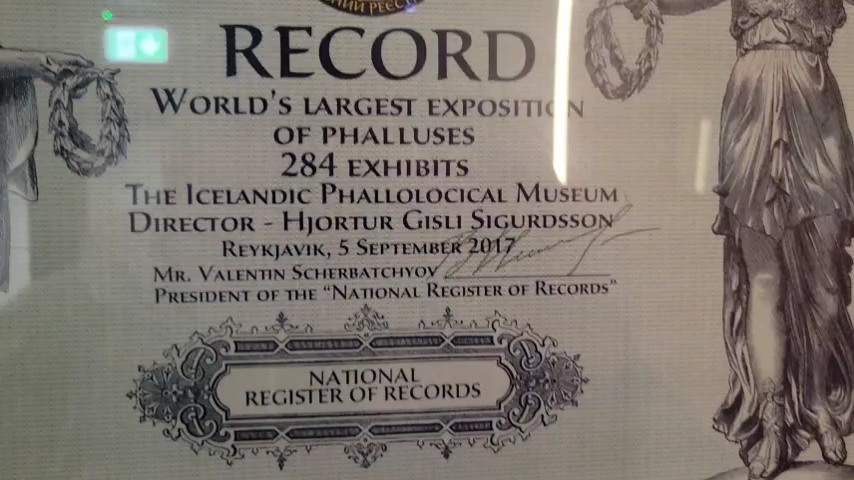 RECORD
WORLD'S LARGEST EXPOSITION
OF PHALLUSES
284 EXHIBITS
THE ICELANDIC PHALLOLOCICAL MUSEUM
DIRECTOR - HJORTUR GISLI SIGURDSSON
REYKJAVIK, 5 SEPTEMBER 2017
MR. VALENTIN SCHERBATCHYOV
PRESIDENT OF THE "NATIONAL REGISTER OF RECORDS"
NATIONAL
REGISTER OF RECORDS